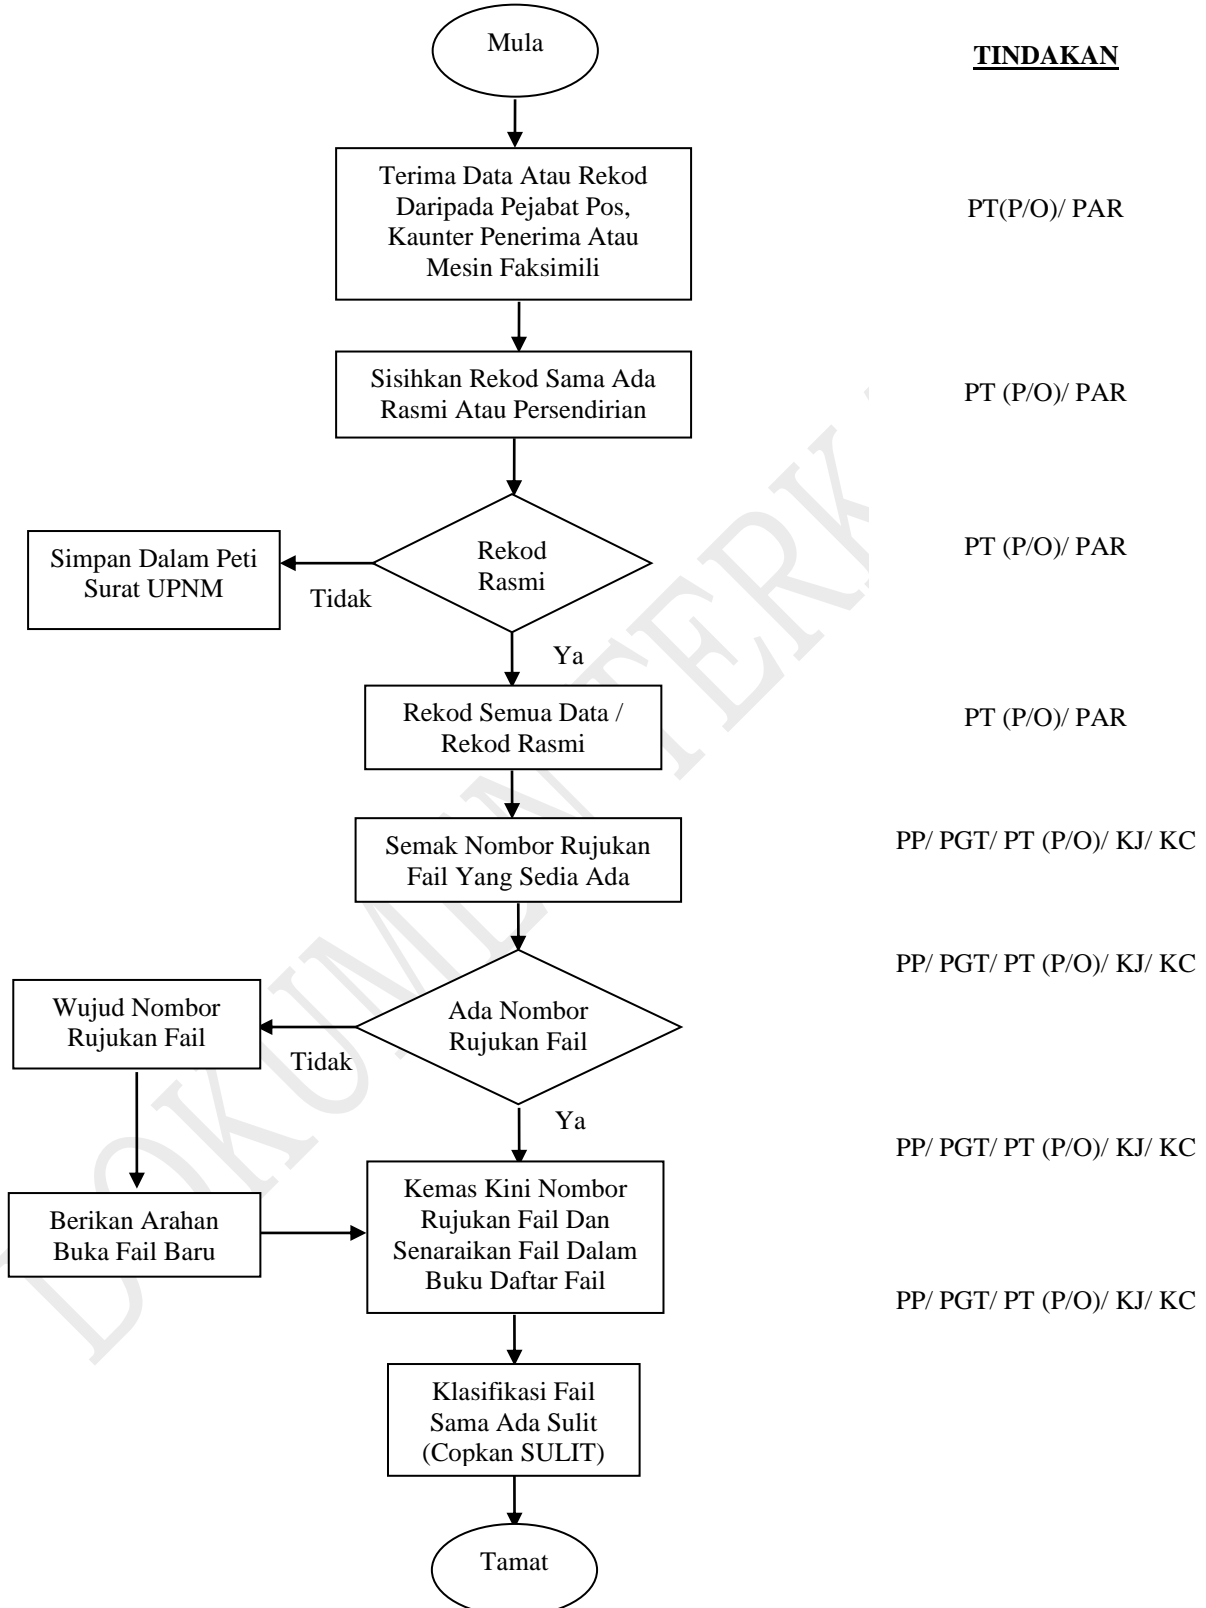 Mula
TINDAKAN
Terima Data Atau Rekod
Daripada Pejabat Pos,
Kaunter Penerima Atau
Mesin Faksimili
PT(P/O)/ PAR
Sisihkan Rekod Sama Ada
Rasmi Atau Persendirian
PT (P/O)/ PAR
Rekod
Rasmi
PT (P/O)/ PAR
Simpan Dalam Peti
Surat UPNM
Tidak
Ya
Rekod Semua Data /
Rekod Rasmi
PT (P/O)/ PAR
Semak Nombor Rujukan
Fail Yang Sedia Ada
PP/ PGT/ PT (P/O)/ KJ/ KC
Ada Nombor
Rujukan Fail
PP/ PGT/ PT (P/O)/ KJ/ KC
Wujud Nombor
Rujukan Fail
Tidak
Ya
PP/ PGT/ PT (P/O)/ KJ/ KC
Berikan Arahan
Buka Fail Baru
Kemas Kini Nombor
Rujukan Fail Dan
Senaraikan Fail Dalam
Buku Daftar Fail
PP/ PGT/ PT (P/O)/ KJ/ KC
Klasifikasi Fail
Sama Ada Sulit
(Copkan SULIT)
Tamat